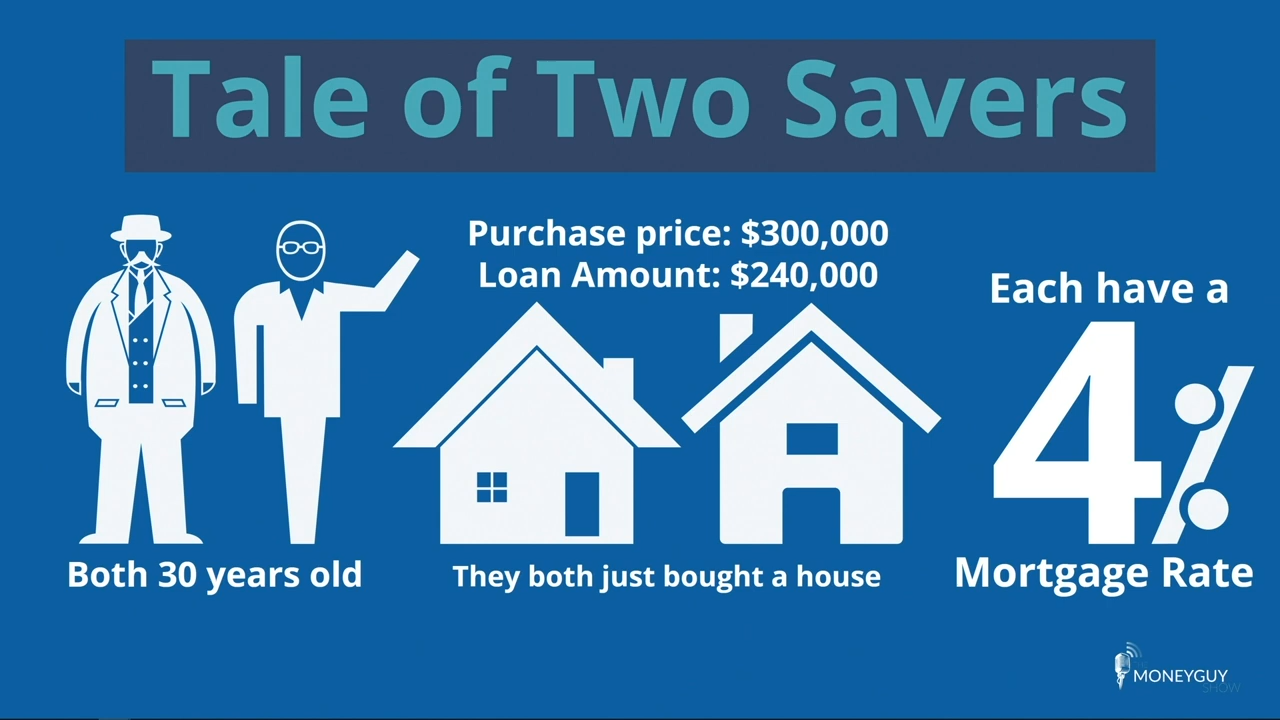 Tale of Two Savers
Purchase price: $300,000
Loan Amount: $240,000
Each have a
4%
Mortgage Rate
Both 30 years old
They both just bought a house
MONEYGUY
SHOW